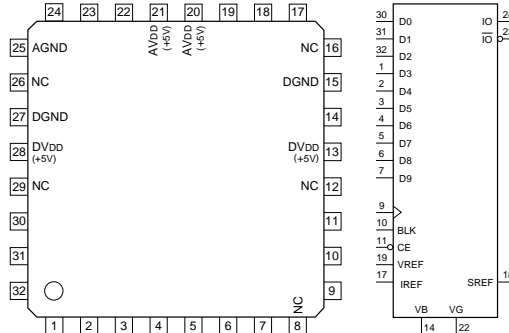 24 23 22 21 20 19 18 17
AVDD (+5V) AVDD (+5V)
25 AGND NC 16
26 NC DGND 15
27 DGND 14
28 DVDD (+5V) DVDD (+5V) 13
29 NC NC 12
30 11
31 10
32 9
NC
1 2 3 4 5 6 7 8
30 D0 IO 24
31 D1 IO 23
32 D2
1 D3
2 D4
3 D5
4 D6
5 D7
6 D8
7 D9
9
10 BLK
11 CE
19 VREF
17 IREF SREF 18
VB VG
14 22